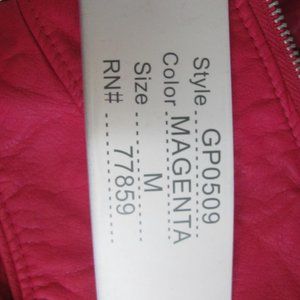 Style GP0509
Color MAGENTA
Size M
RN# 77859